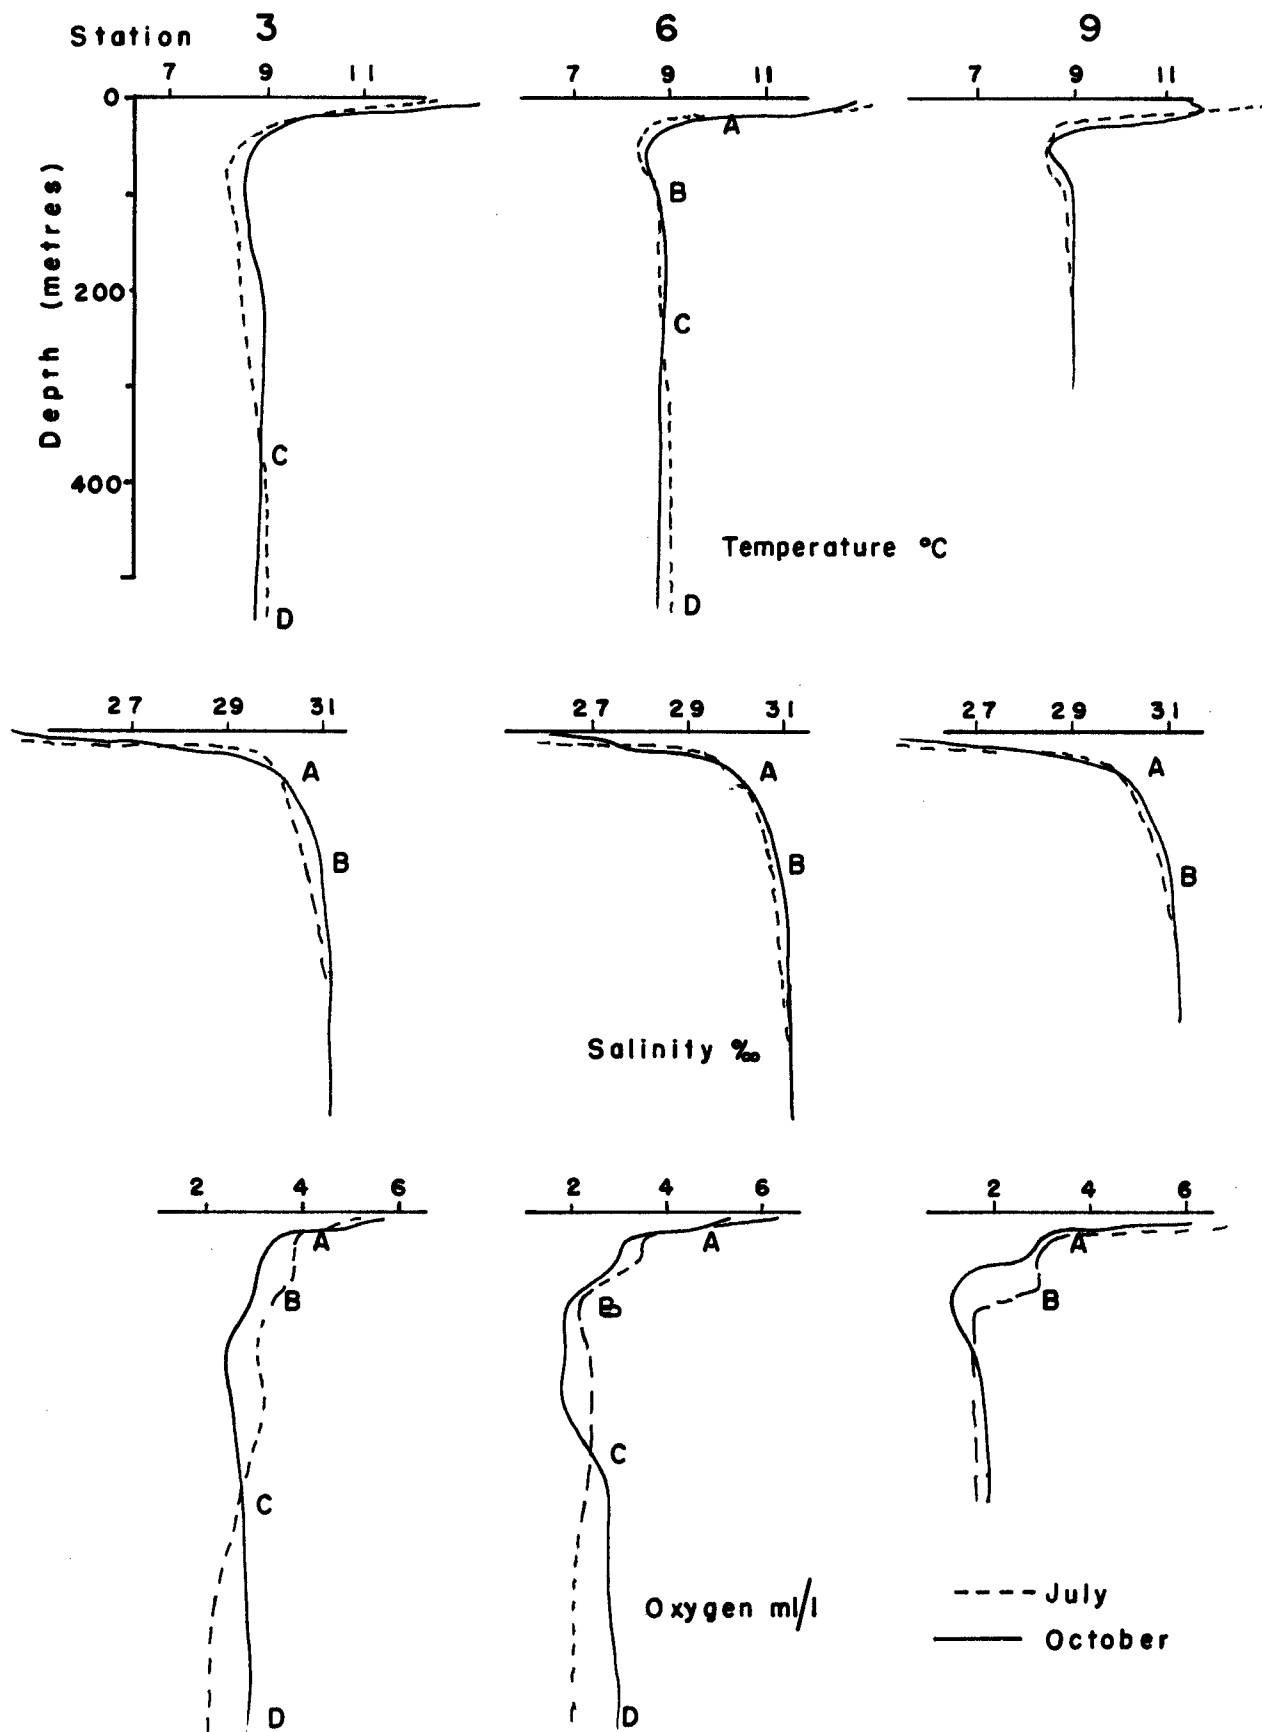 Station 3 6 9
7 9 11 7 9 11 7 9 11
0
A
B
200
C
Depth (metres)
C
400
Temperature °C
D D
27 29 31 27 29 31 27 29 31
A A A
B B B
Salinity ‰
2 4 6 2 4 6 2 4 6
A A A
B B B
C C
Oxygen ml/l
July
October
D D